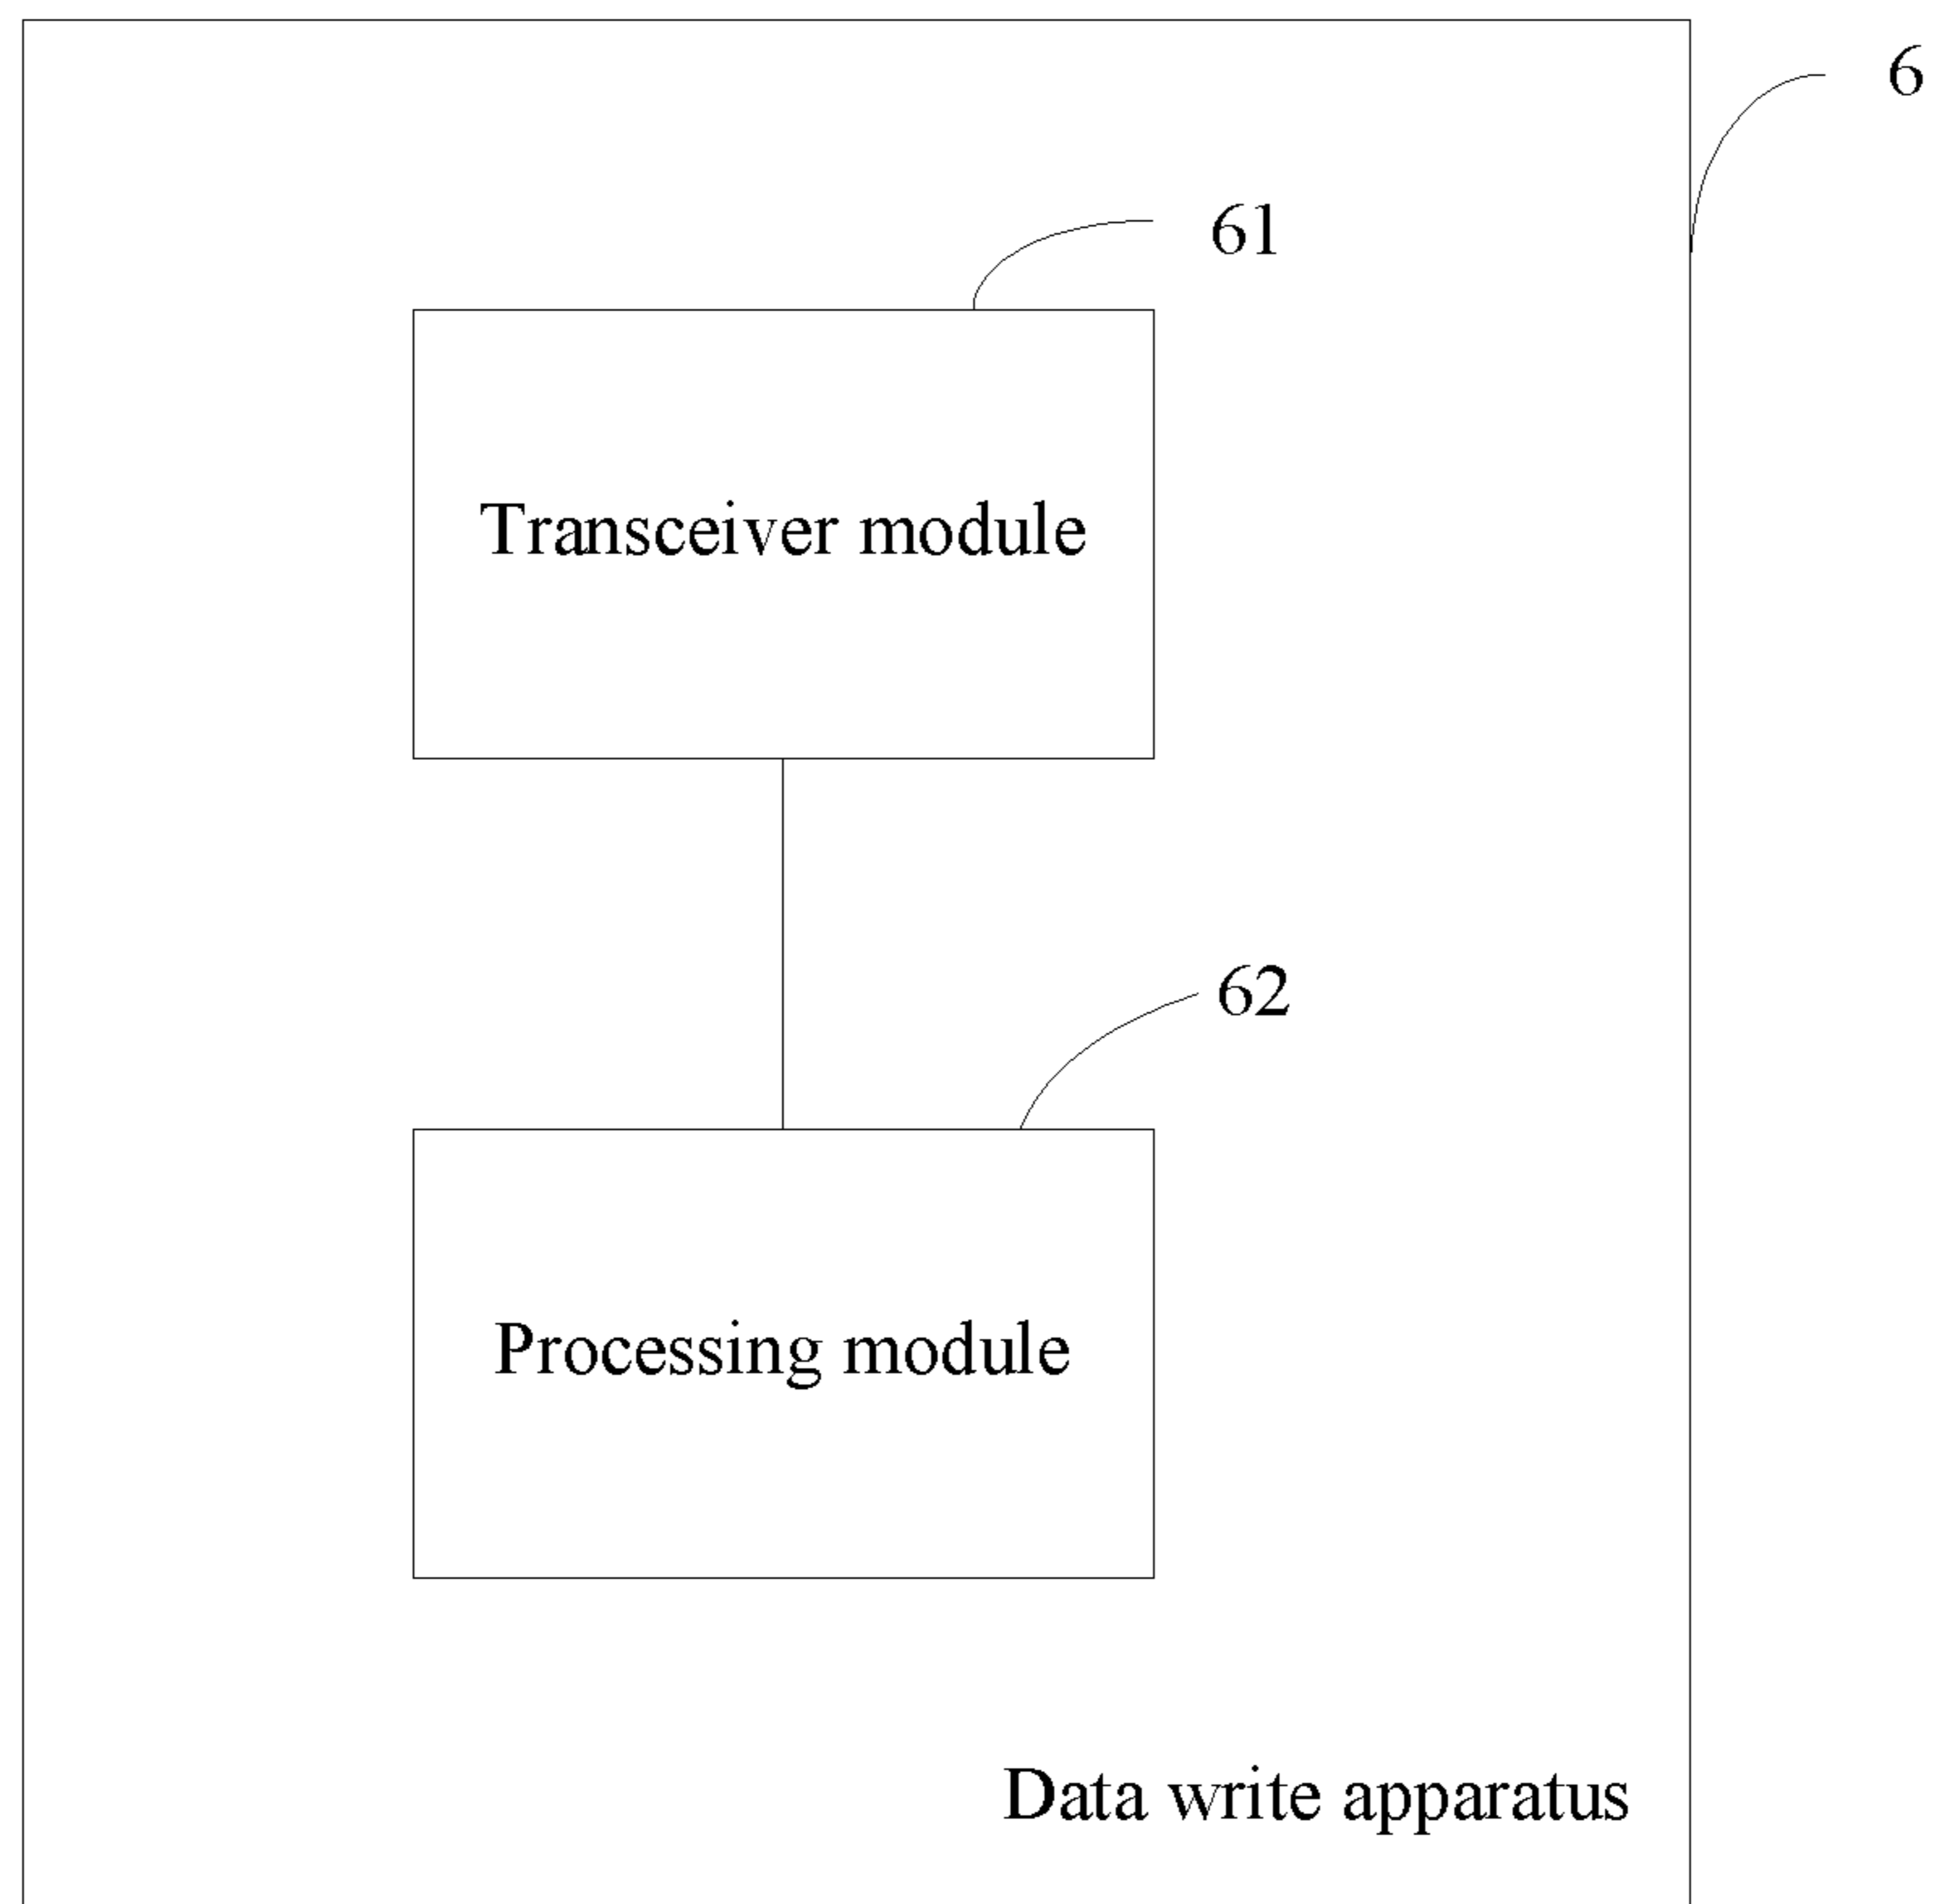 6
61
Transceiver module
62
Processing module
Data write apparatus